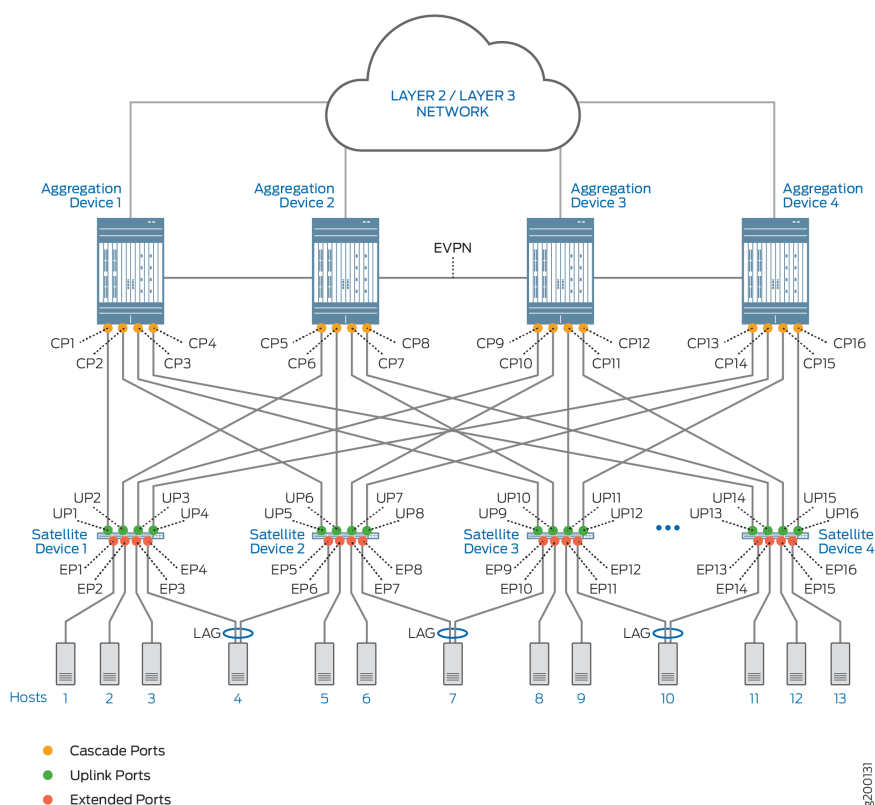 LAYER 2 / LAYER 3
NETWORK
Aggregation
Device 1
Aggregation
Device 2
Aggregation
Device 3
Aggregation
Device 4
EVPN
CP1
CP2
CP3
CP4
CP5
CP6
CP7
CP8
CP9
CP10
CP11
CP12
CP13
CP14
CP15
CP16
UP1
UP2
UP3
UP4
UP5
UP6
UP7
UP8
UP9
UP10
UP11
UP12
UP13
UP14
UP15
UP16
Satellite
Device 1
Satellite
Device 2
Satellite
Device 3
Satellite
Device 4
EP1
EP2
EP3
EP4
EP5
EP6
EP7
EP8
EP9
EP10
EP11
EP12
EP13
EP14
EP15
EP16
LAG
LAG
LAG
Hosts 1 2 3 4 5 6 7 8 9 10 11 12 13
Cascade Ports
Uplink Ports
Extended Ports
g200131